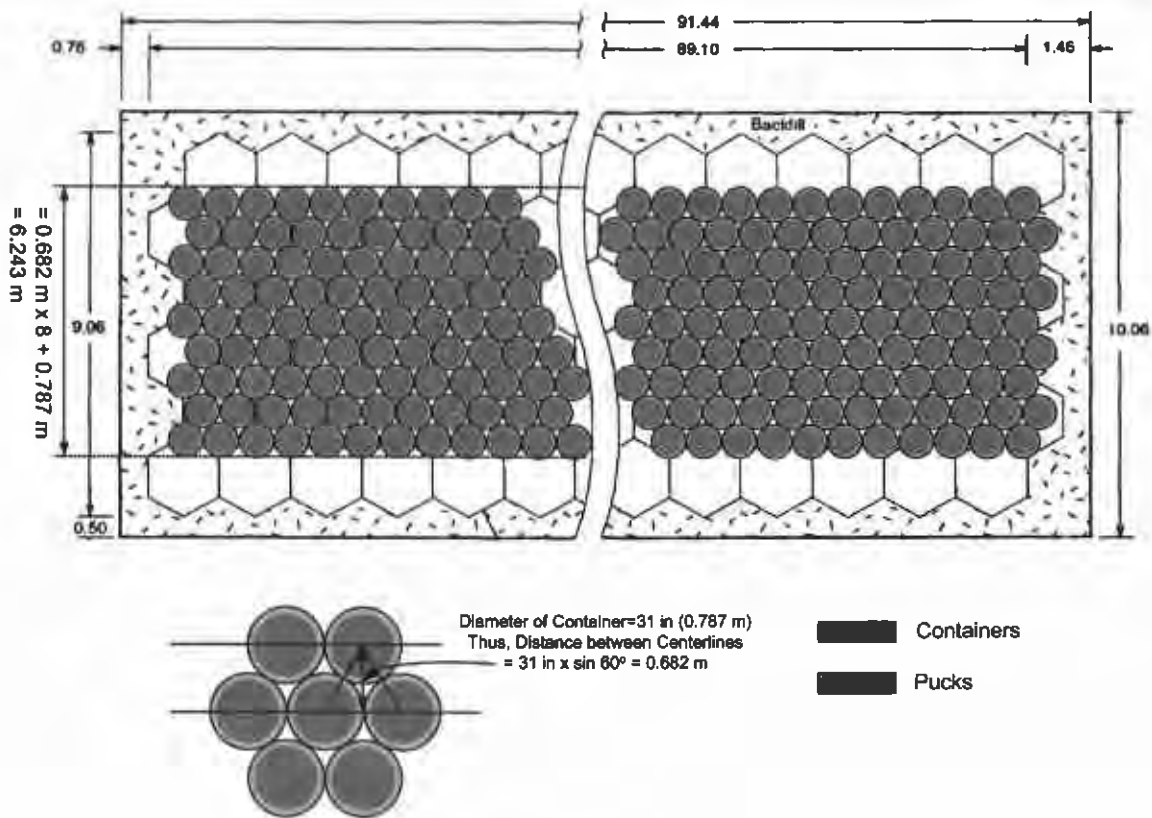 91.44
0.76
89.10
1.46
Backfill
= 0.682 m x 8 + 0.787 m
= 6.243 m
9.06
10.06
0.50
Diameter of Container=31 in (0.787 m)
Thus, Distance between Centerlines
= 31 in x sin 60º = 0.682 m
Containers
Pucks